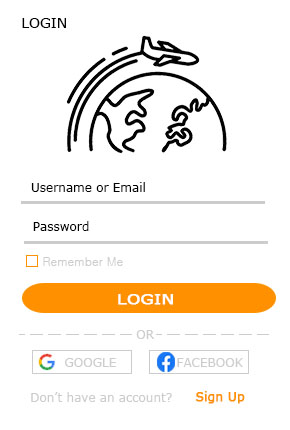 LOGIN
Username or Email
Password
Remember Me
LOGIN
OR
GOOGLE FACEBOOK
Don't have an account? Sign Up